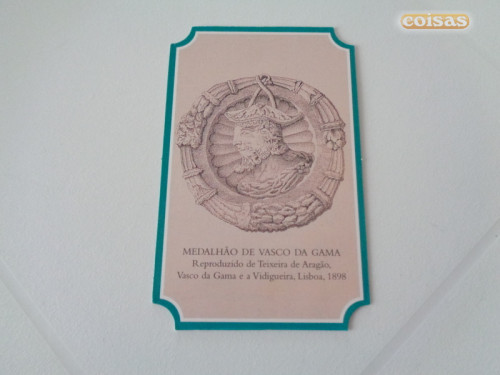 coisas
MEDALHÃO DE VASCO DA GAMA
Reproduzido de Teixeira de Aragão,
Vasco da Gama e a Vidigueira, Lisboa, 1898